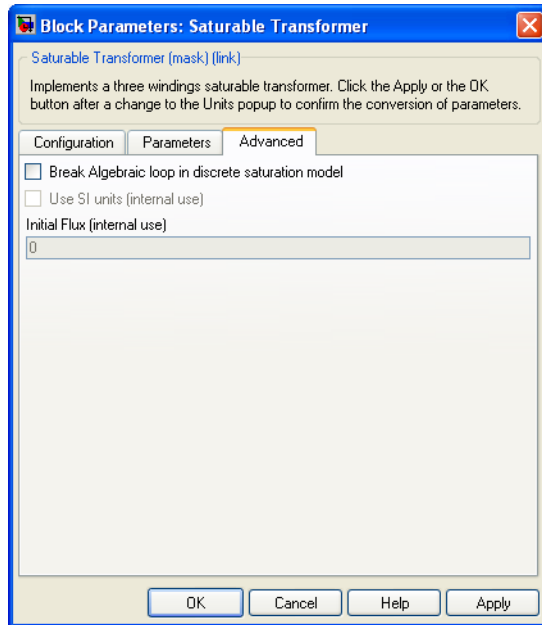 Block Parameters: Saturable Transformer
Saturable Transformer (mask) (link)
Implements a three windings saturable transformer. Click the Apply or the OK
button after a change to the Units popup to confirm the conversion of parameters.
Configuration Parameters Advanced
Break Algebraic loop in discrete saturation model
Use SI units (internal use)
Initial Flux (internal use)
0
OK Cancel Help Apply